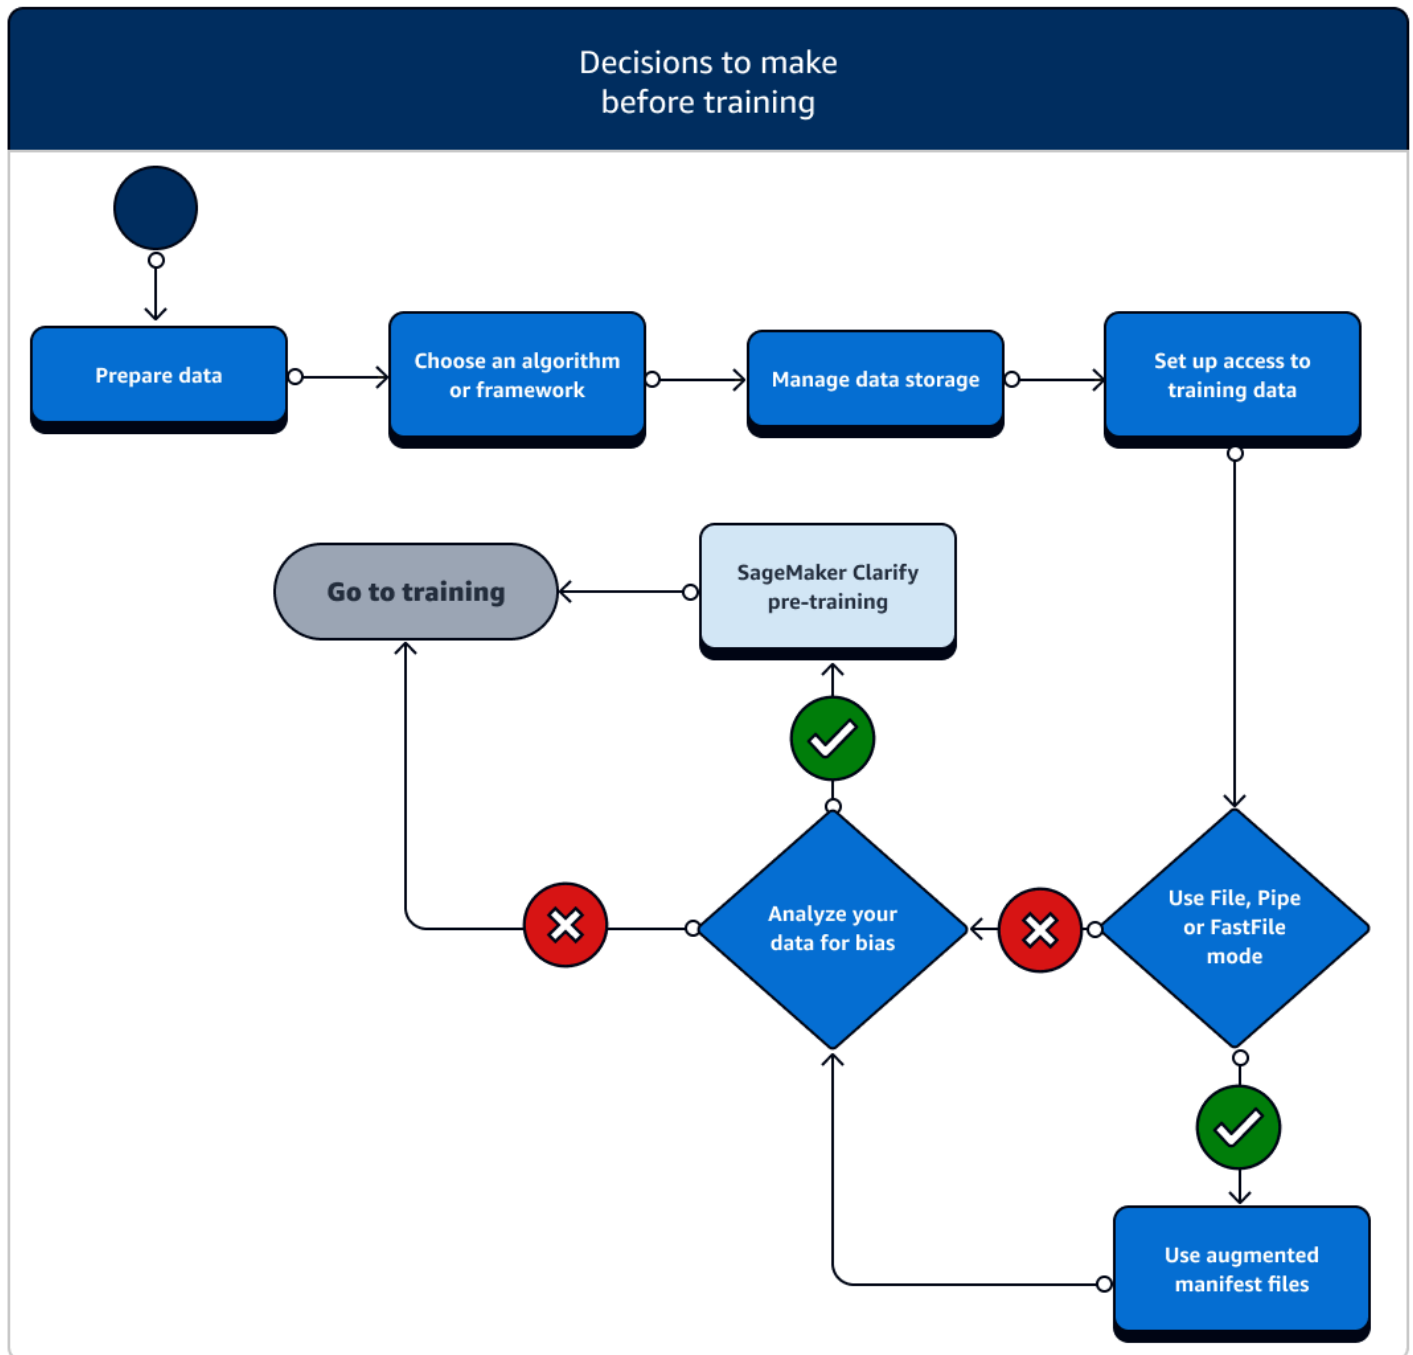 Decisions to make
before training
Prepare data
Choose an algorithm
or framework
Manage data storage
Set up access to
training data
Go to training
SageMaker Clarify
pre-training
Analyze your
data for bias
Use File, Pipe
or FastFile
mode
Use augmented
manifest files